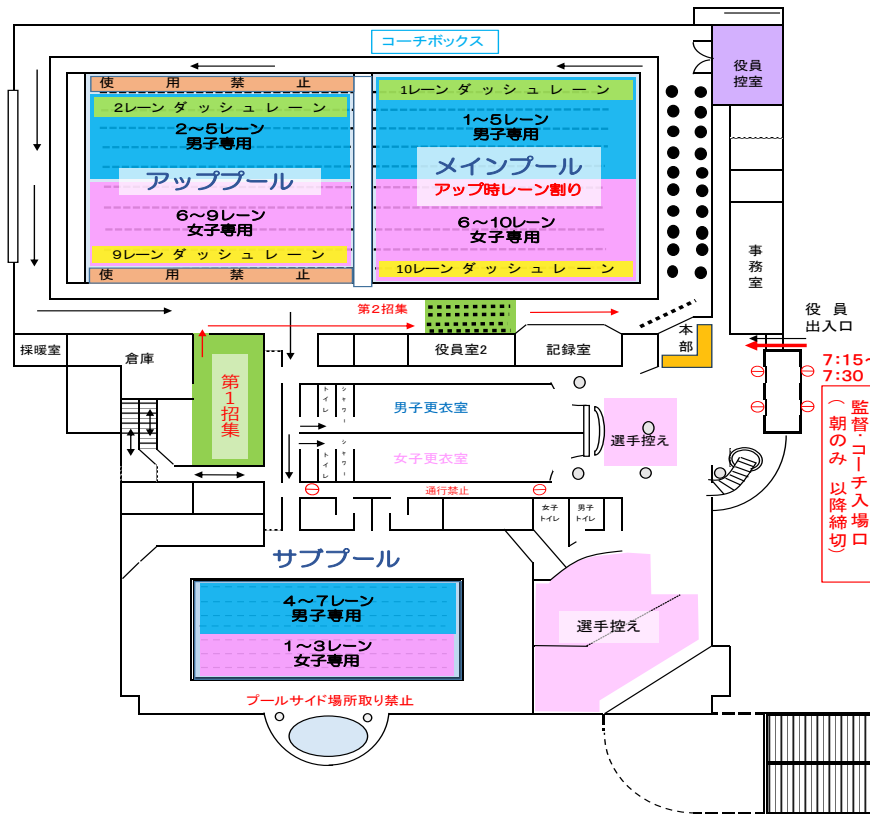 コーチボックス
役員
控室
使用禁止
2レーンダッシュレーン
2～5レーン
男子専用
アッププール
6～9レーン
女子専用
9レーンダッシュレーン
使用禁止
1レーンダッシュレーン
1～5レーン
男子専用
メインプール
アップ時レーン割り
6～10レーン
女子専用
10レーンダッシュレーン
事務室
第2招集
役員
出入口
採暖室
倉庫
第1招集
役員室2
記録室
本部
7:15～
7:30
監督・コーチ入場口
(朝のみ 以降締切)
トイレ
シャワー
男子更衣室
選手控え
トイレ
シャワー
女子更衣室
通行禁止
女子
トイレ
男子
トイレ
サブプール
4～7レーン
男子専用
1～3レーン
女子専用
選手控え
プールサイド場所取り禁止